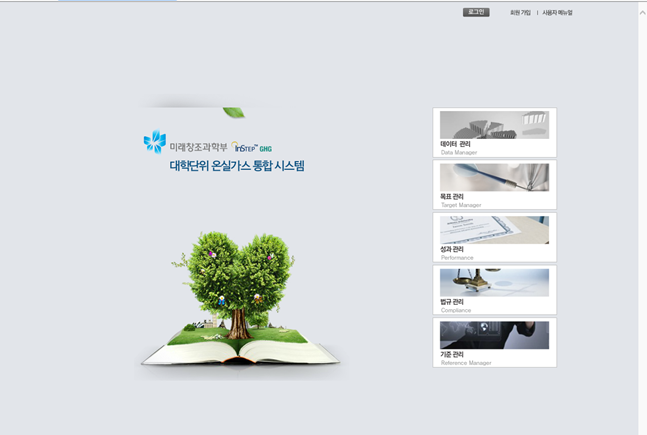 로그인 회원 가입 | 사용자 메뉴얼
미래창조과학부 InStep™ GHG
대학단위 온실가스 통합 시스템
데이터 관리
Data Manager
목표 관리
Target Manager
성과 관리
Performance
법규 관리
Compliance
기준 관리
Reference Manager